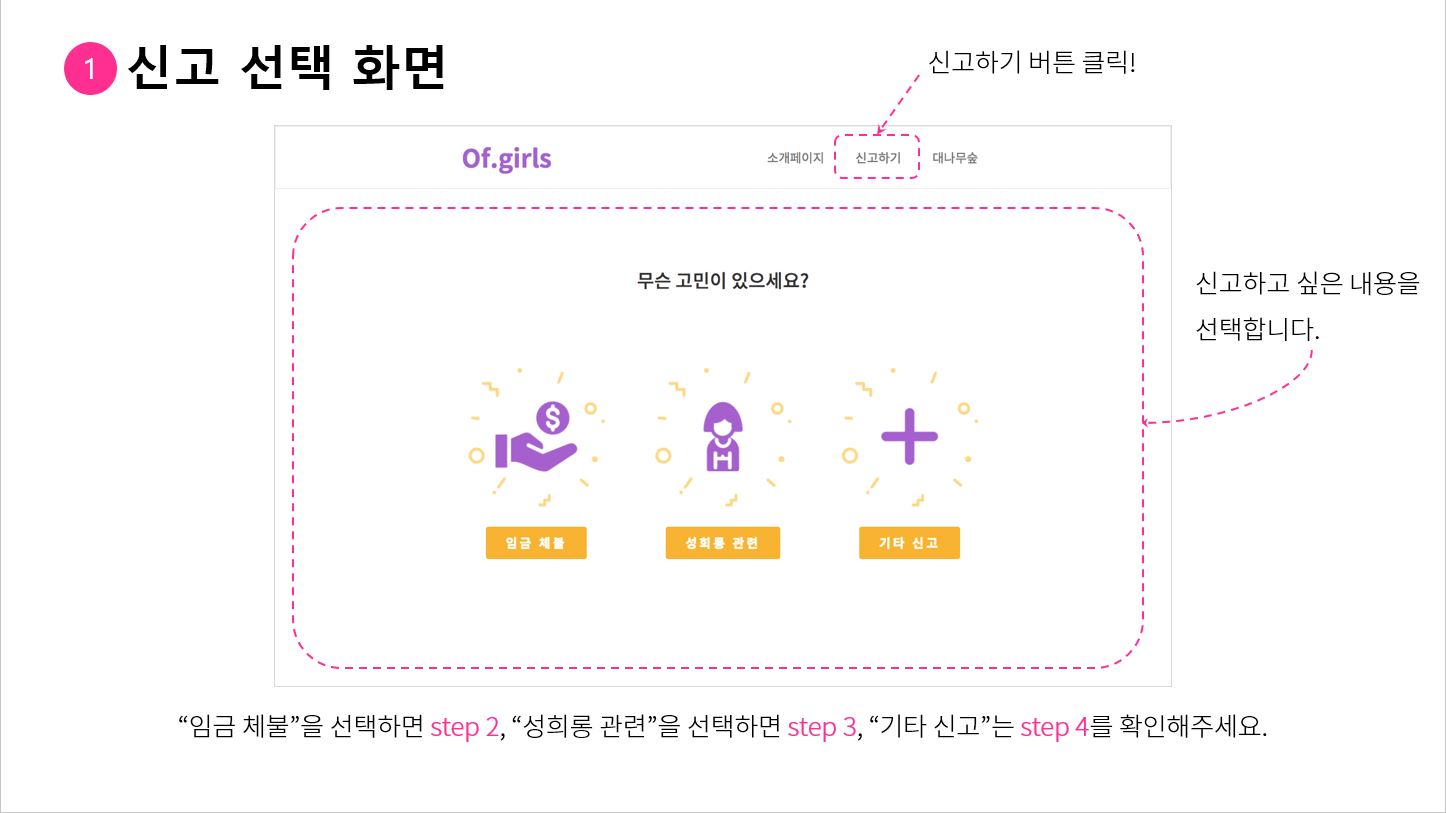 1 신고 선택 화면
신고하기 버튼 클릭!
Of.girls
소개페이지 신고하기 대나무숲
무슨 고민이 있으세요?
신고하고 싶은 내용을
선택합니다.
$
임금 체불 성희롱 관련 기타 신고
“임금 체불”을 선택하면 step 2, “성희롱 관련”을 선택하면 step 3, “기타 신고”는 step 4를 확인해주세요.